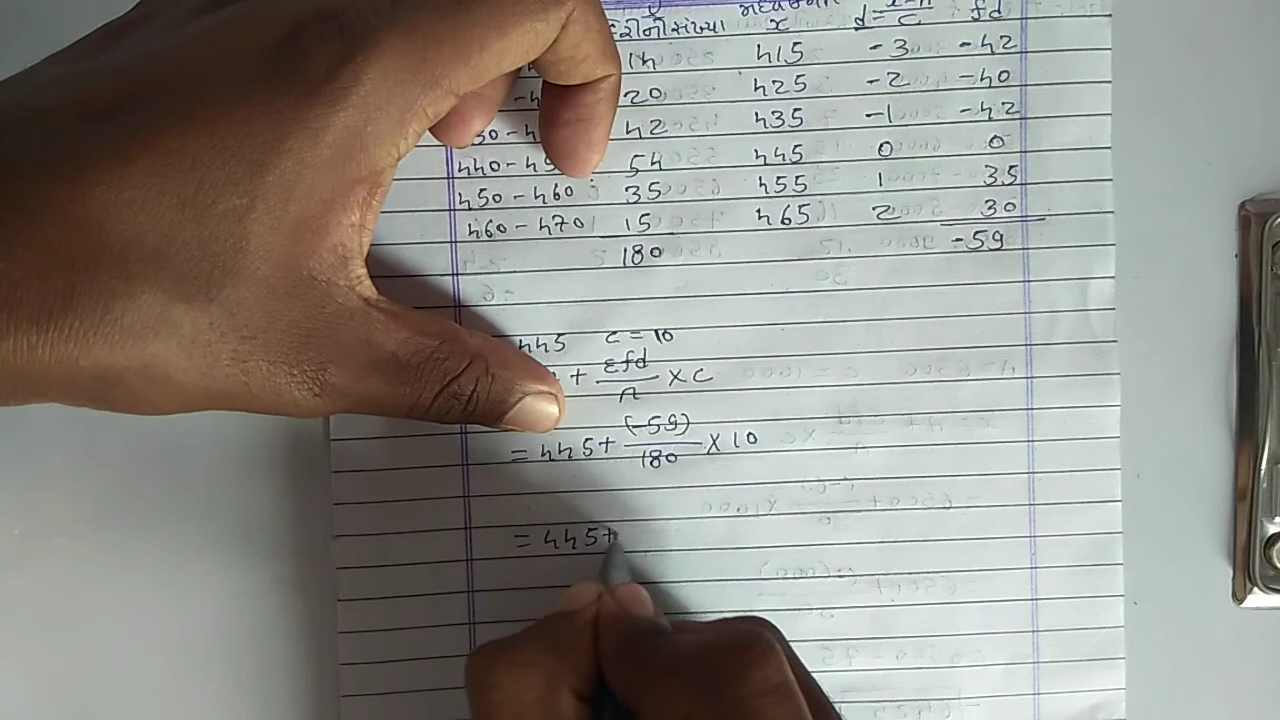 સંખ્યા x d = c fd
14 415 -3 -42
20 425 -2 -40
42 435 -1 -42
440 - 54 445 0 0
450 - 460 35 455 1 35
460 - 470 15 465 2 30
180 -59
445 c = 10
+ Σfd/n × c
= 445 + (-59)/180 × 10
= 445 +